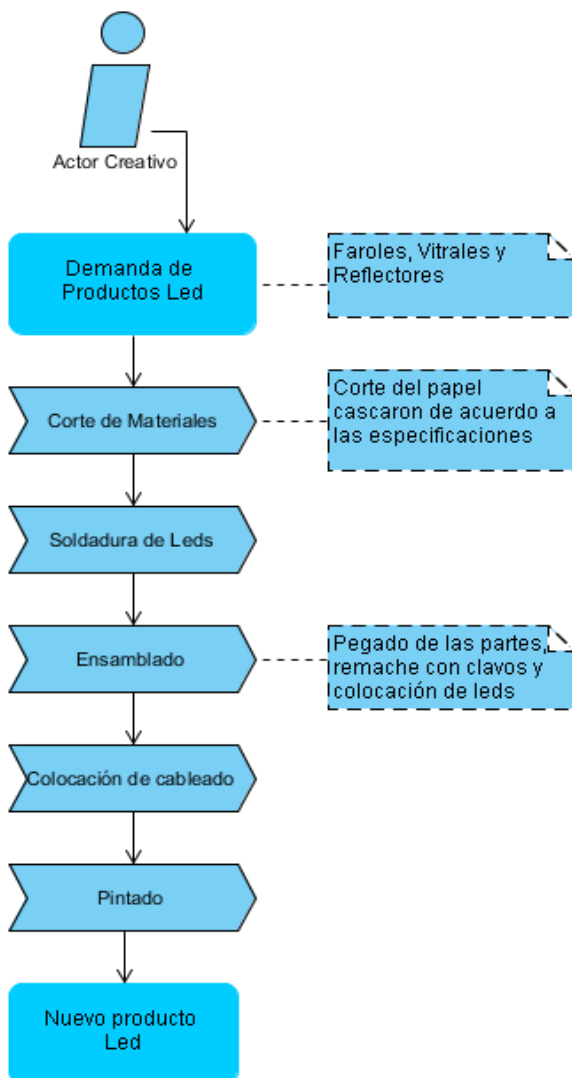 Actor Creativo
Demanda de
Productos Led
Faroles, Vitrales y
Reflectores
Corte de Materiales
Corte del papel
cascaron de acuerdo a
las especificaciones
Soldadura de Leds
Ensamblado
Pegado de las partes,
remache con clavos y
colocación de leds
Colocación de cableado
Pintado
Nuevo producto
Led